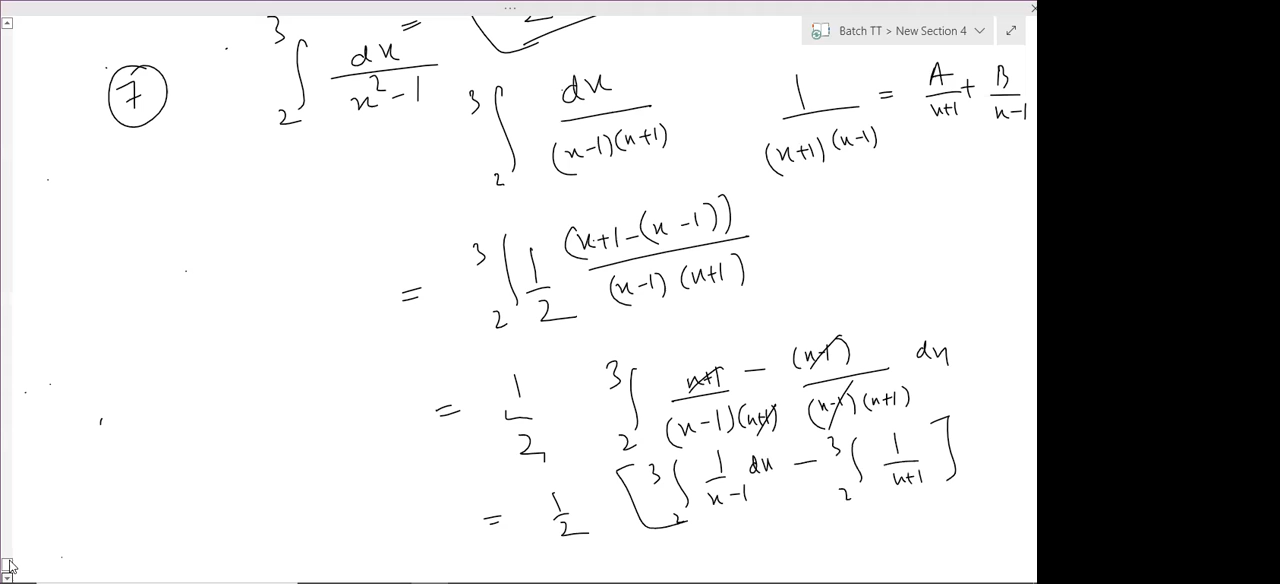 Batch TT > New Section 4
⑦ ∫₂³ dx/(x²-1) =
∫₂³ dx/((x-1)(x+1))
1/((x+1)(x-1)) = A/(x+1) + B/(x-1)
= ∫₂³ 1/2 (x+1-(x-1))/((x-1)(x+1))
= 1/2 ∫₂³ (x+1)/((x-1)(x+1)) - (x-1)/((x-1)(x+1)) dx
= 1/2 [∫₂³ 1/(x-1) dx - ∫₂³ 1/(x+1)]